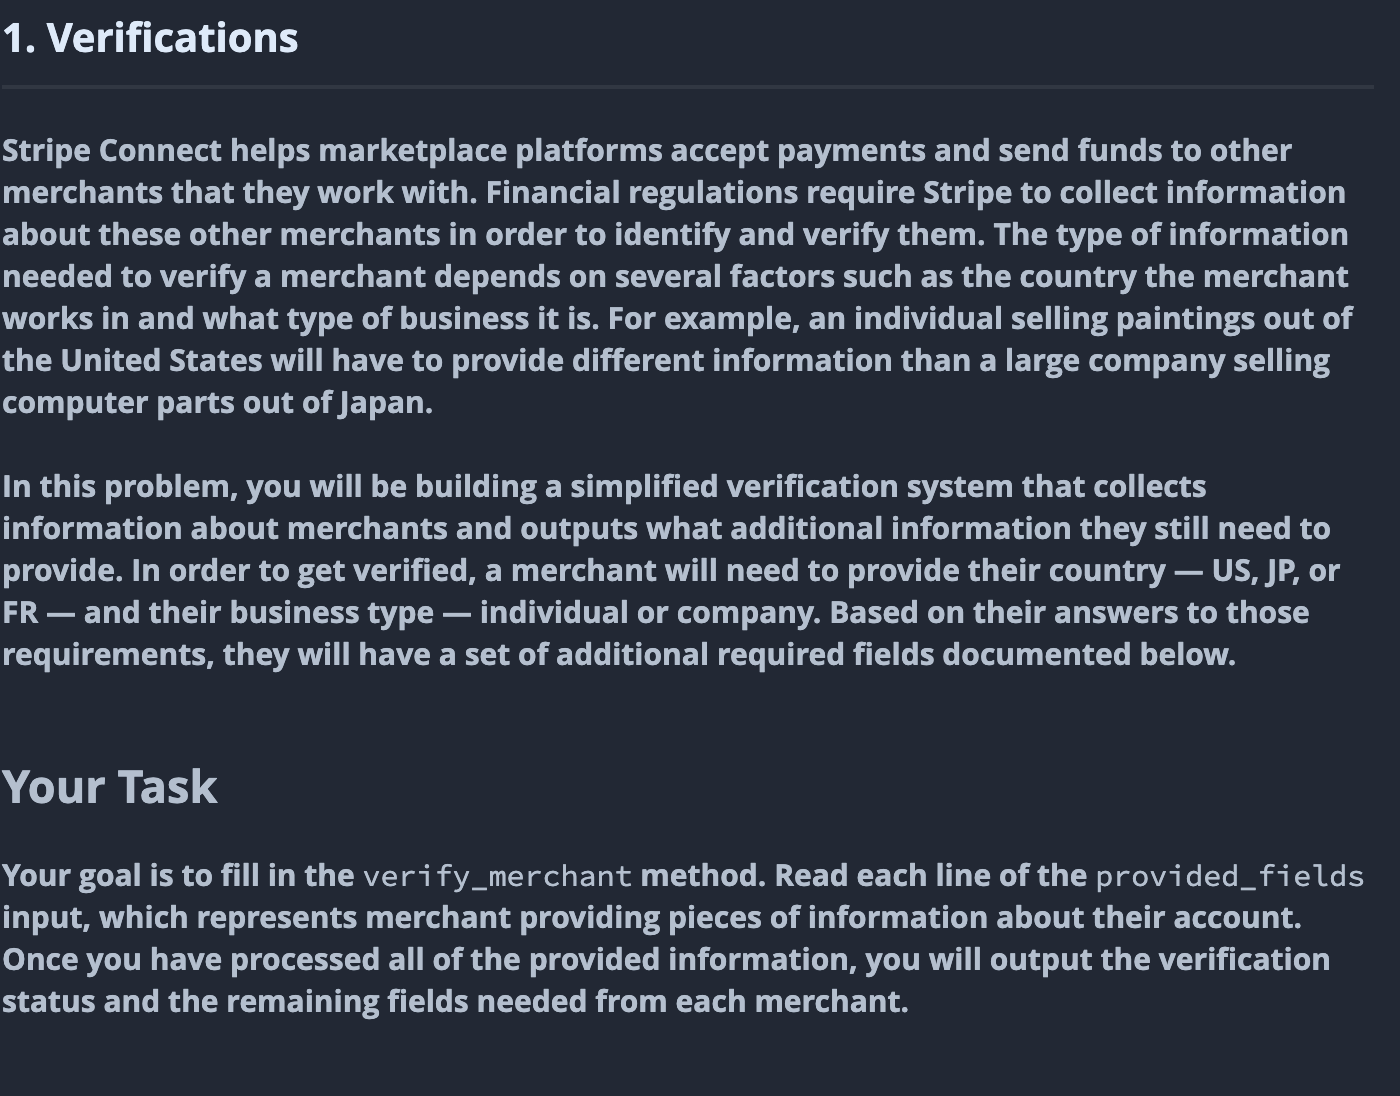 1. Verifications
Stripe Connect helps marketplace platforms accept payments and send funds to other
merchants that they work with. Financial regulations require Stripe to collect information
about these other merchants in order to identify and verify them. The type of information
needed to verify a merchant depends on several factors such as the country the merchant
works in and what type of business it is. For example, an individual selling paintings out of
the United States will have to provide different information than a large company selling
computer parts out of Japan.
In this problem, you will be building a simplified verification system that collects
information about merchants and outputs what additional information they still need to
provide. In order to get verified, a merchant will need to provide their country — US, JP, or
FR — and their business type — individual or company. Based on their answers to those
requirements, they will have a set of additional required fields documented below.
Your Task
Your goal is to fill in the verify_merchant method. Read each line of the provided_fields
input, which represents merchant providing pieces of information about their account.
Once you have processed all of the provided information, you will output the verification
status and the remaining fields needed from each merchant.